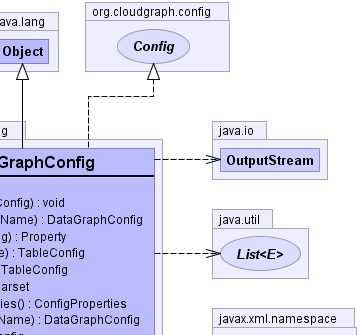 java.lang
Object
org.cloudgraph.config
Config
java.io
OutputStream
GraphConfig
Config) : void
Name) : DataGraphConfig
g) : Property
e) : TableConfig
TableConfig
arset
ies() : ConfigProperties
Name) : DataGraphConfig
java.util
List<E>
javax.xml.namespace